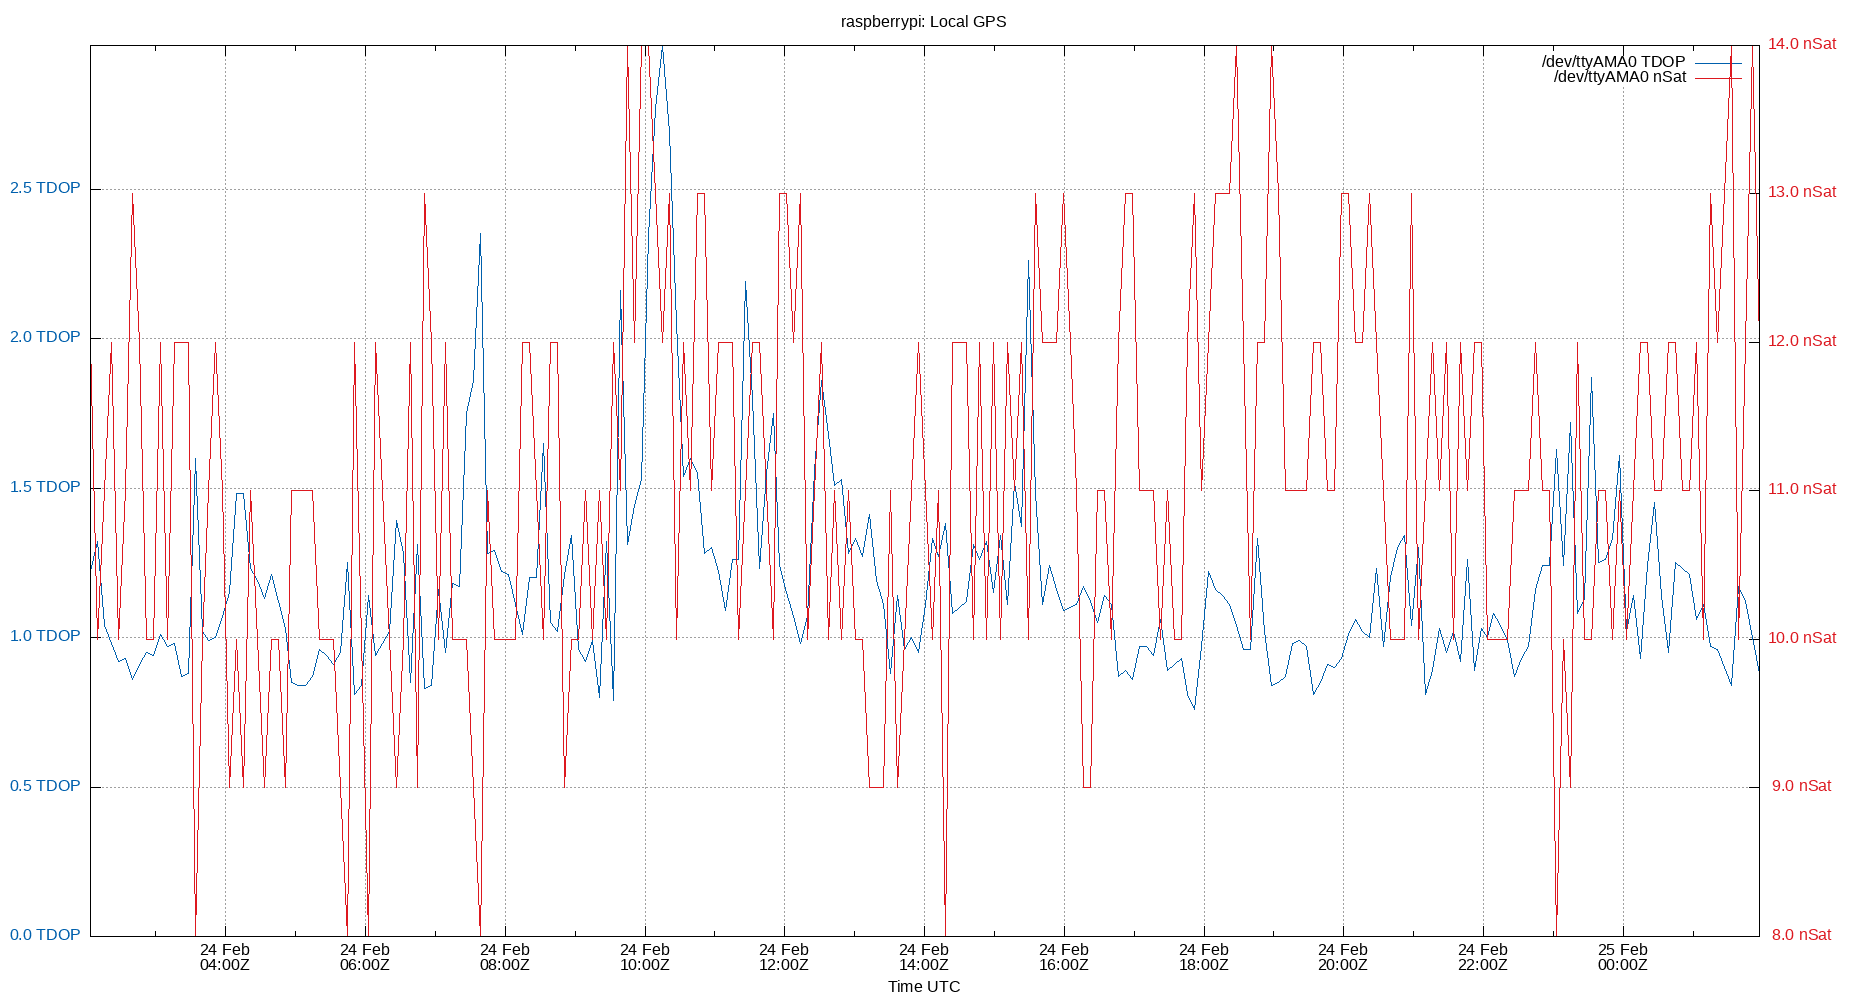 raspberrypi: Local GPS
/dev/ttyAMA0 TDOP
/dev/ttyAMA0 nSat
2.5 TDOP
2.0 TDOP
1.5 TDOP
1.0 TDOP
0.5 TDOP
0.0 TDOP
14.0 nSat
13.0 nSat
12.0 nSat
11.0 nSat
10.0 nSat
9.0 nSat
8.0 nSat
24 Feb
04:00Z
24 Feb
06:00Z
24 Feb
08:00Z
24 Feb
10:00Z
24 Feb
12:00Z
24 Feb
14:00Z
24 Feb
16:00Z
24 Feb
18:00Z
24 Feb
20:00Z
24 Feb
22:00Z
25 Feb
00:00Z
Time UTC